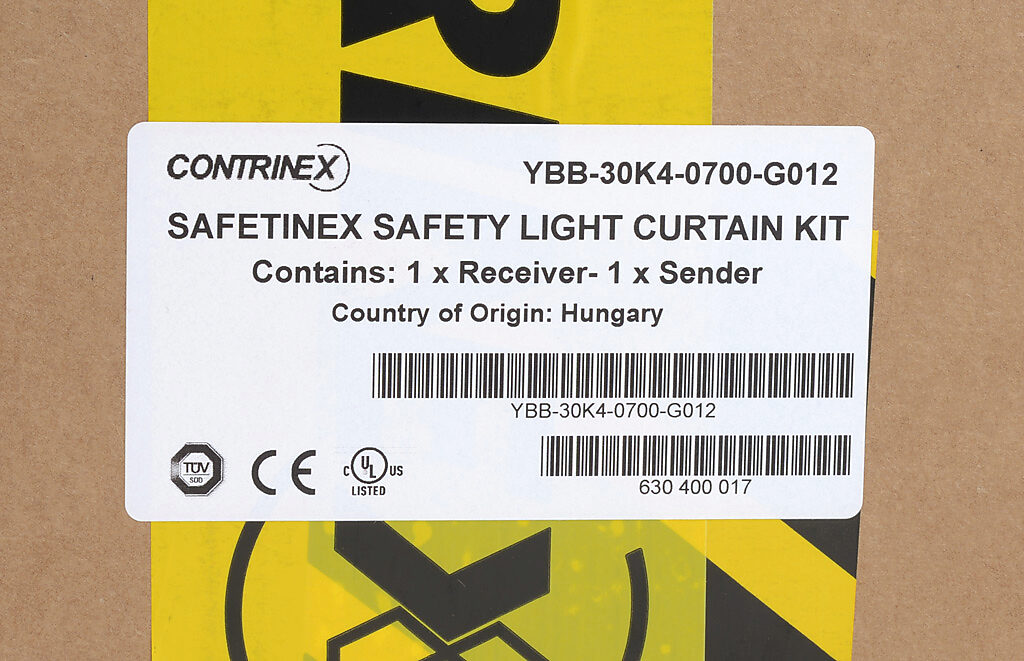 RA
CONTRINEX
YBB-30K4-0700-G012
SAFETINEX SAFETY LIGHT CURTAIN KIT
Contains: 1 x Receiver- 1 x Sender
Country of Origin: Hungary
YBB-30K4-0700-G012
TÜV
SÜD
CE
C UL US
LISTED
630 400 017